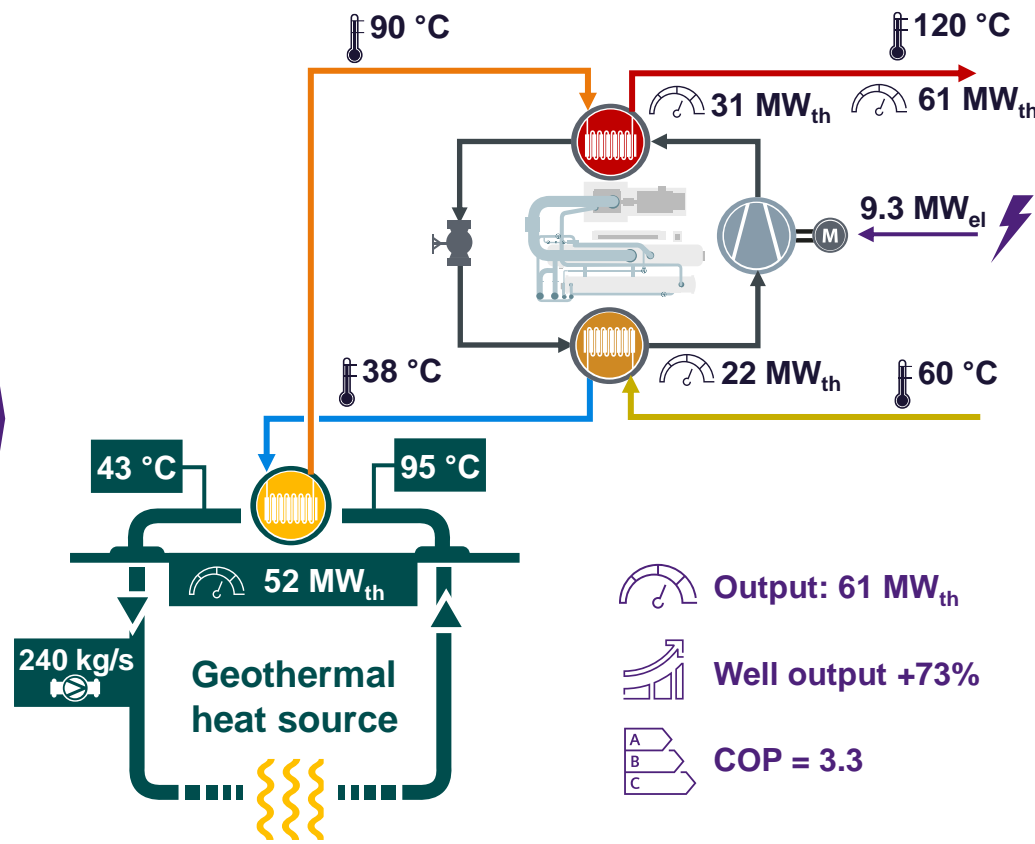 90 °C
120 °C
31 MWth
61 MWth
9.3 MWel
M
38 °C
22 MWth
60 °C
43 °C
95 °C
52 MWth
240 kg/s
Geothermal
heat source
Output: 61 MWth
Well output +73%
A
B
C
COP = 3.3